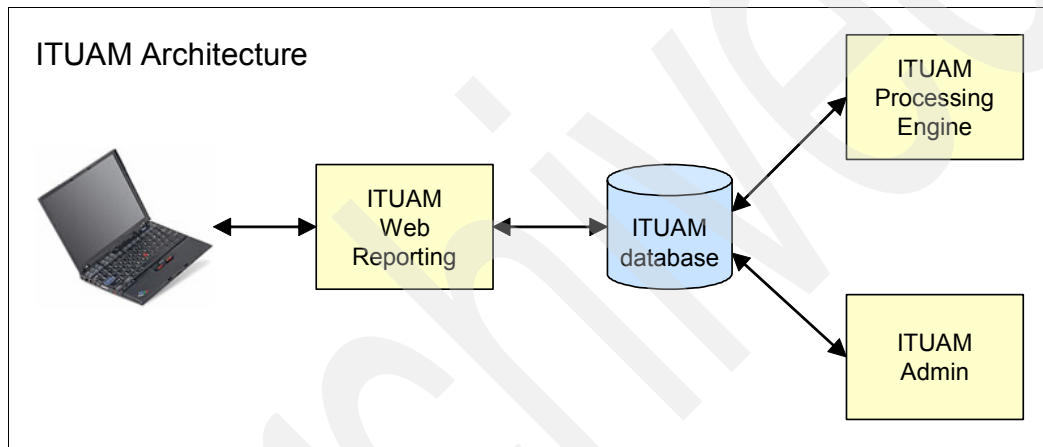 ITUAM Architecture
ITUAM
Processing
Engine
ITUAM
Web
Reporting
ITUAM
database
ITUAM
Admin